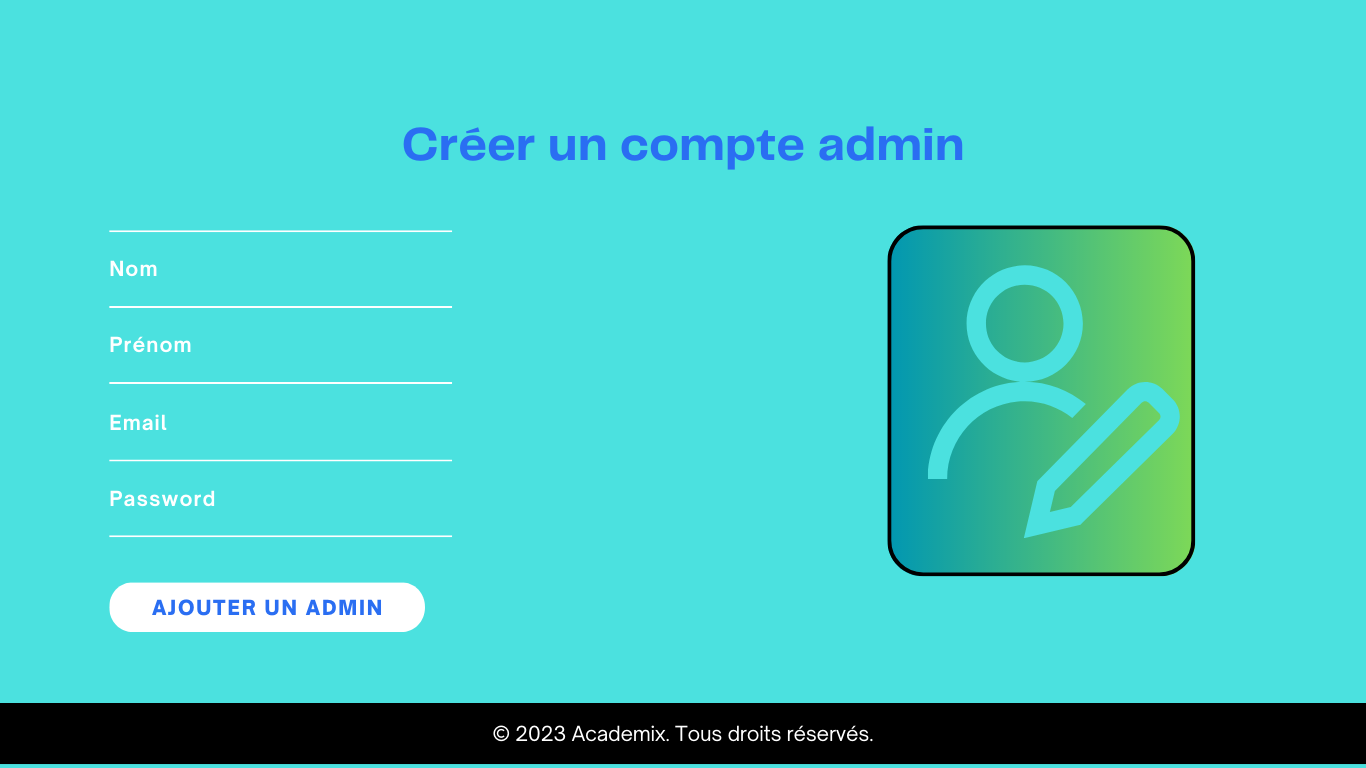 Créer un compte admin
Nom
Prénom
Email
Password
AJOUTER UN ADMIN
© 2023 Academix. Tous droits réservés.